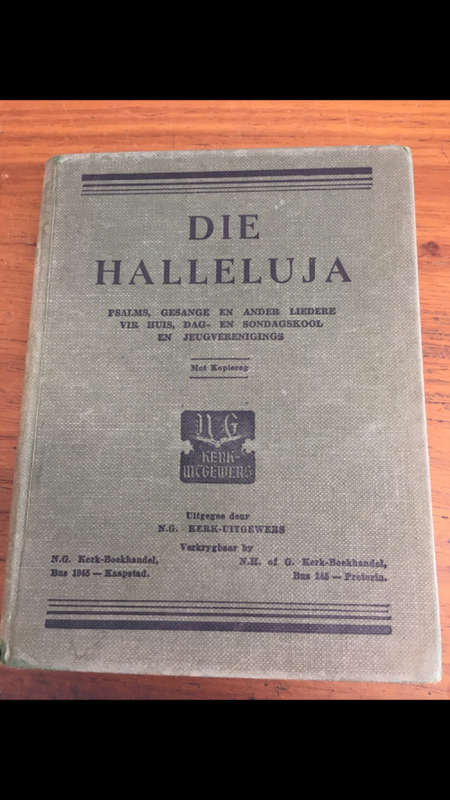 DIE
HALLELUJA
PSALMS, GESANGE EN ANDER LIEDERE
VIR HUIS, DAG- EN SONDAGSKOOL
EN JEUGVERENIGINGS
Met Kopiereg
N G
KERK-
UITGEWERS
Uitgegee deur
N.G. KERK-UITGEWERS
Verkrygbaar by
N.G. Kerk-Boekhandel,
Bus 1945 — Kaapstad.
N.H. of G. Kerk-Boekhandel,
Bus 245 — Pretoria.